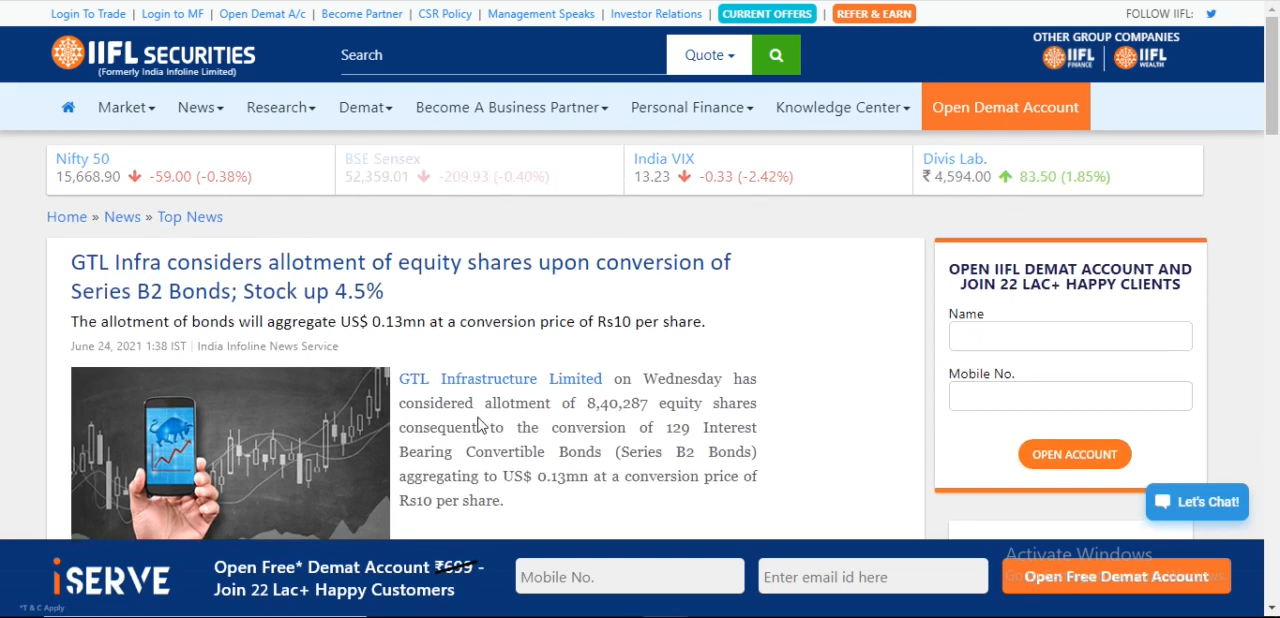 Login To Trade | Login to MF | Open Demat A/c | Become Partner | CSR Policy | Management Speaks | Investor Relations | CURRENT OFFERS | REFER & EARN FOLLOW IIFL:
IIFL SECURITIES
(Formerly India Infoline Limited)
Search
Quote
OTHER GROUP COMPANIES
IIFL FINANCE | IIFL WEALTH
Market News Research Demat Become A Business Partner Personal Finance Knowledge Center Open Demat Account
Nifty 50
15,668.90 -59.00 (-0.38%)
BSE Sensex
52,359.01 -209.93 (-0.40%)
India VIX
13.23 -0.33 (-2.42%)
Divis Lab.
₹ 4,594.00 83.50 (1.85%)
Home » News » Top News
GTL Infra considers allotment of equity shares upon conversion of
Series B2 Bonds; Stock up 4.5%
The allotment of bonds will aggregate US$ 0.13mn at a conversion price of Rs10 per share.
June 24, 2021 1:38 IST | India Infoline News Service
GTL Infrastructure Limited on Wednesday has
considered allotment of 8,40,287 equity shares
consequent to the conversion of 129 Interest
Bearing Convertible Bonds (Series B2 Bonds)
aggregating to US$ 0.13mn at a conversion price of
Rs10 per share.
OPEN IIFL DEMAT ACCOUNT AND
JOIN 22 LAC+ HAPPY CLIENTS
Name
Mobile No.
OPEN ACCOUNT
Let's Chat!
iSERVE
*T & C Apply
Open Free* Demat Account ₹699 -
Join 22 Lac+ Happy Customers
Mobile No.
Enter email id here
Activate Windows
Open Free Demat Account